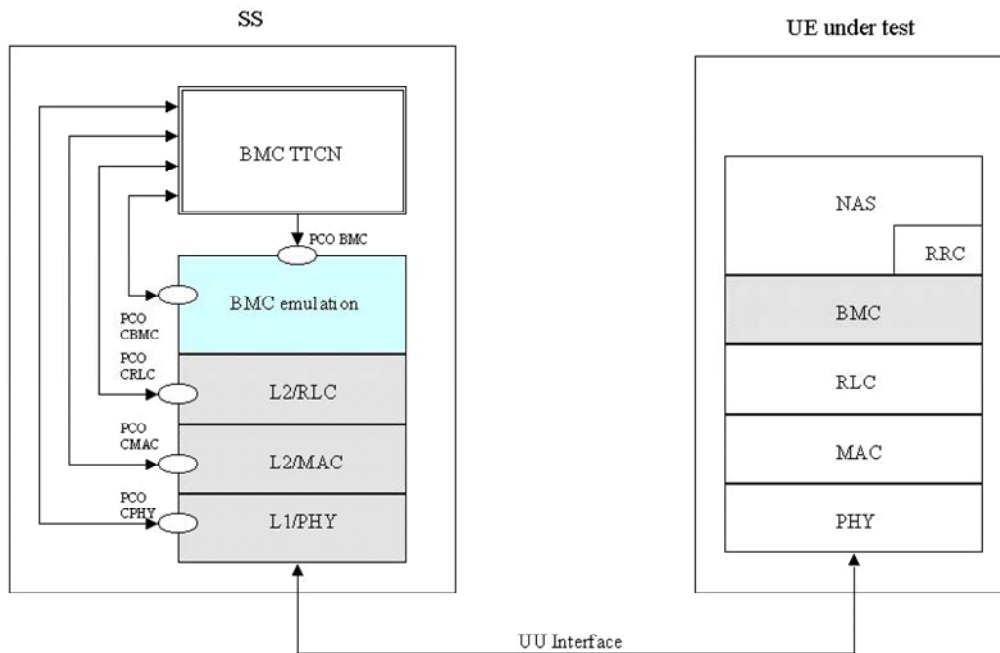 SS
UE under test
BMC TTCN
PCO BMC
BMC emulation
PCO
CBMC
PCO
CRLC
L2/RLC
PCO
CMAC
L2/MAC
PCO
CPHY
L1/PHY
NAS
RRC
BMC
RLC
MAC
PHY
UU Interface